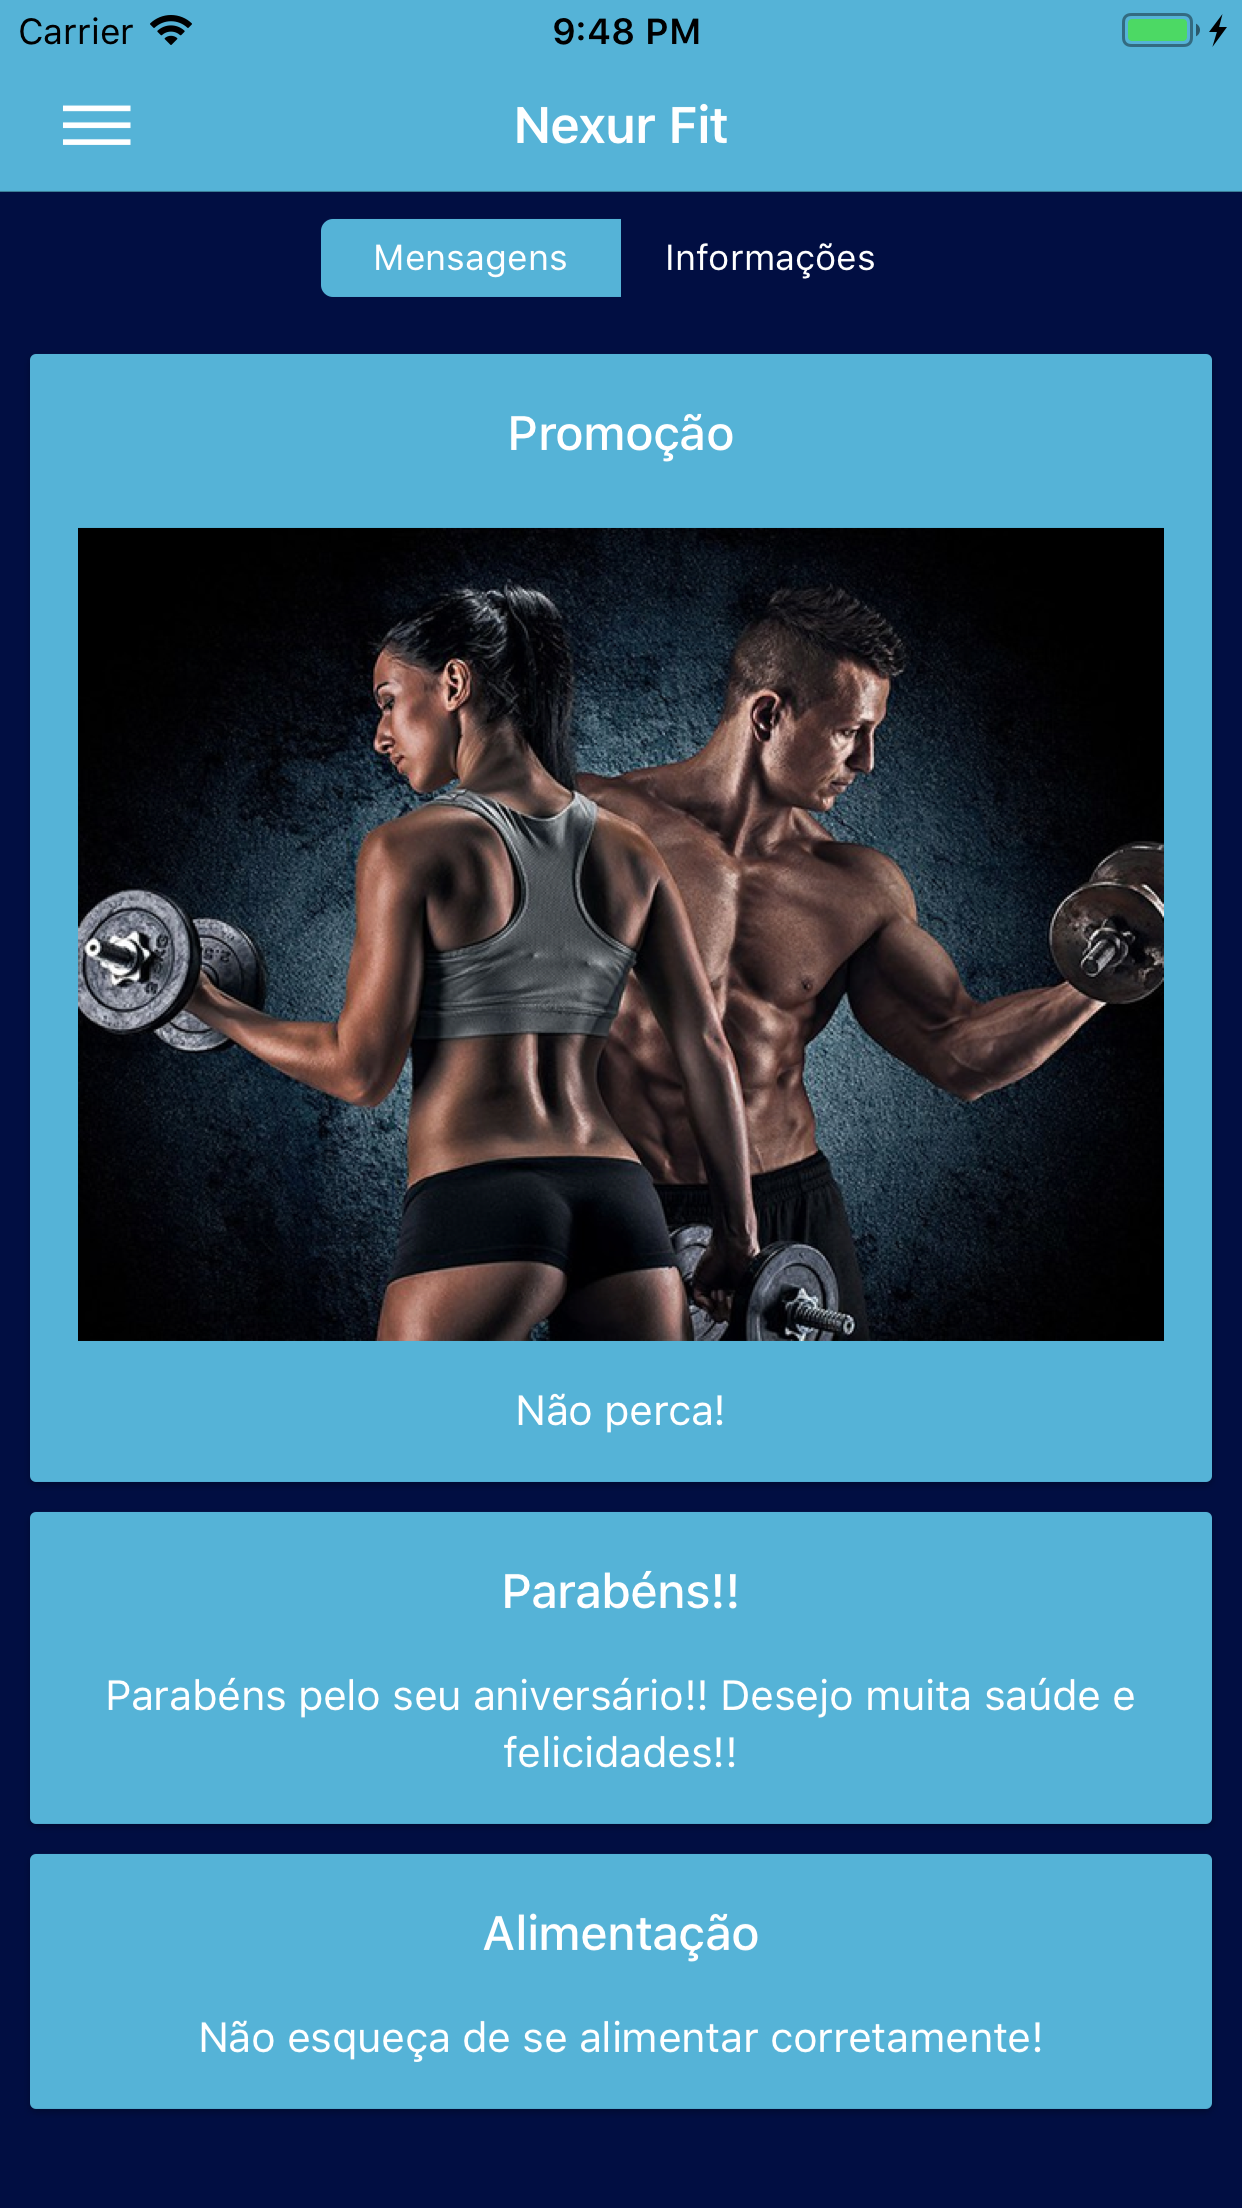 Carrier 9:48 PM
Nexur Fit
Mensagens Informações
Promoção
Não perca!
Parabéns!!
Parabéns pelo seu aniversário!! Desejo muita saúde e
felicidades!!
Alimentação
Não esqueça de se alimentar corretamente!